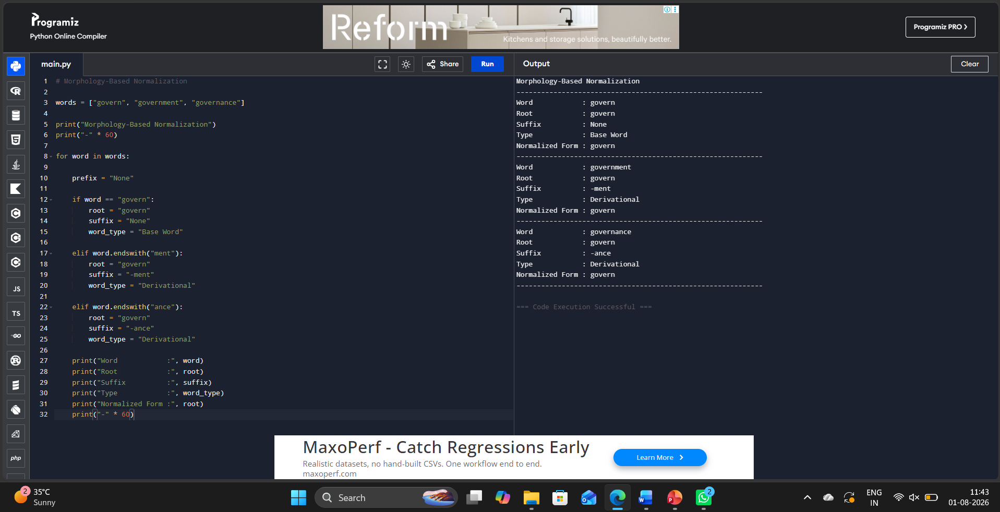 Programiz
Python Online Compiler
Reform
Kitchens and storage solutions, beautifully better.
Programiz PRO
main.py
Share
Run
Output
Clear
1 # Morphology-Based Normalization
2
3 words = ["govern", "government", "governance"]
4
5 print("Morphology-Based Normalization")
6 print("-" * 60)
7
8 for word in words:
9
10     prefix = "None"
11
12     if word == "govern":
13         root = "govern"
14         suffix = "None"
15         word_type = "Base Word"
16
17     elif word.endswith("ment"):
18         root = "govern"
19         suffix = "-ment"
20         word_type = "Derivational"
21
22     elif word.endswith("ance"):
23         root = "govern"
24         suffix = "-ance"
25         word_type = "Derivational"
26
27     print("Word            :", word)
28     print("Root            :", root)
29     print("Suffix          :", suffix)
30     print("Type            :", word_type)
31     print("Normalized Form :", root)
32     print("-" * 60)
Morphology-Based Normalization
------------------------------------------------------------
Word            : govern
Root            : govern
Suffix          : None
Type            : Base Word
Normalized Form : govern
------------------------------------------------------------
Word            : government
Root            : govern
Suffix          : -ment
Type            : Derivational
Normalized Form : govern
------------------------------------------------------------
Word            : governance
Root            : govern
Suffix          : -ance
Type            : Derivational
Normalized Form : govern
------------------------------------------------------------
=== Code Execution Successful ===
JS
TS
GO
php
MaxoPerf - Catch Regressions Early
Realistic datasets, no hand-built CSVs. One workflow end to end.
maxoperf.com
Learn More
2
35°C
Sunny
Search
2
ENG
IN
11:43
01-08-2026